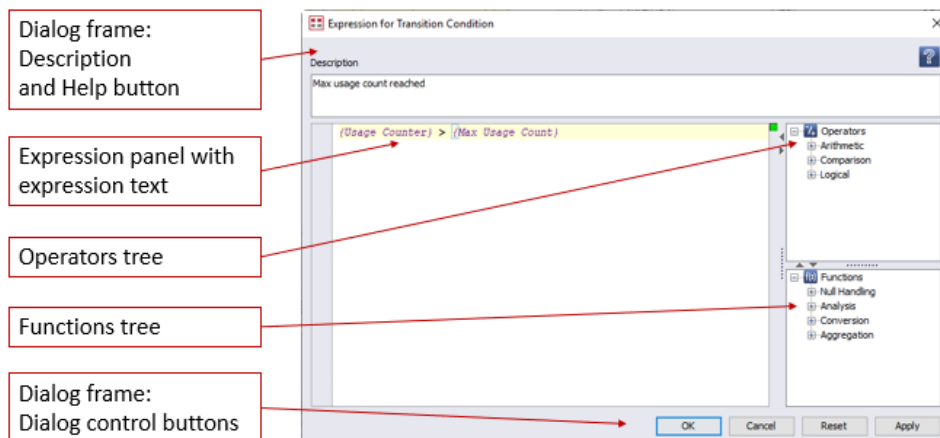 Dialog frame:
Description
and Help button
Expression panel with
expression text
Operators tree
Functions tree
Dialog frame:
Dialog control buttons
Expression for Transition Condition
?
Description
Max usage count reached
{Usage Counter} > {Max Usage Count}
Operators
Arithmetic
Comparison
Logical
f(x) Functions
Null Handling
Analysis
Conversion
Aggregation
OK Cancel Reset Apply